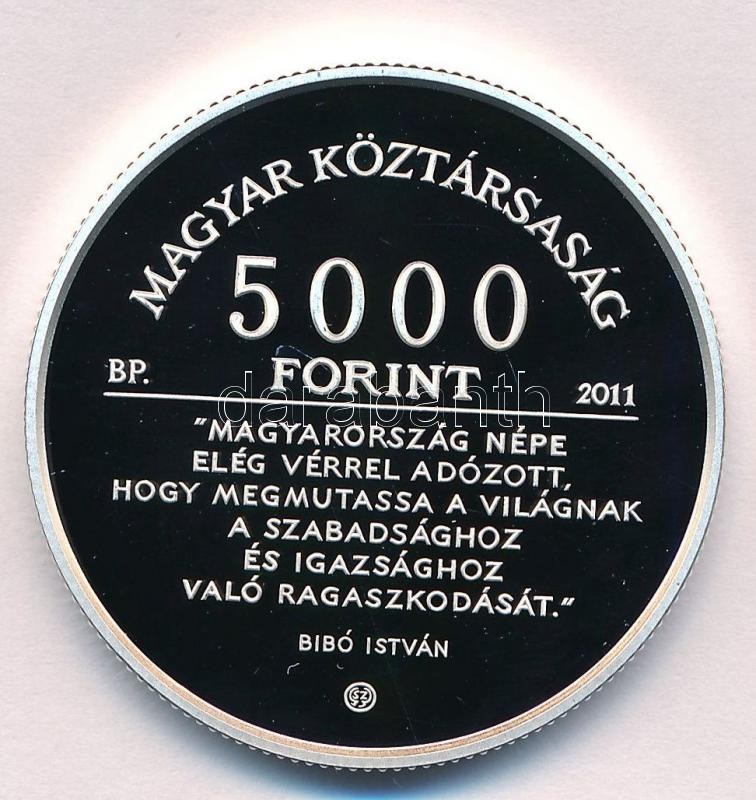 MAGYAR KÖZTÁRSASÁG
5000
FORINT
BP.
2011
darabanth
"MAGYARORSZÁG NÉPE
ELÉG VÉRREL ADÓZOTT,
HOGY MEGMUTASSA A VILÁGNAK
A SZABADSÁGHOZ
ÉS IGAZSÁGHOZ
VALÓ RAGASZKODÁSÁT."
BIBÓ ISTVÁN